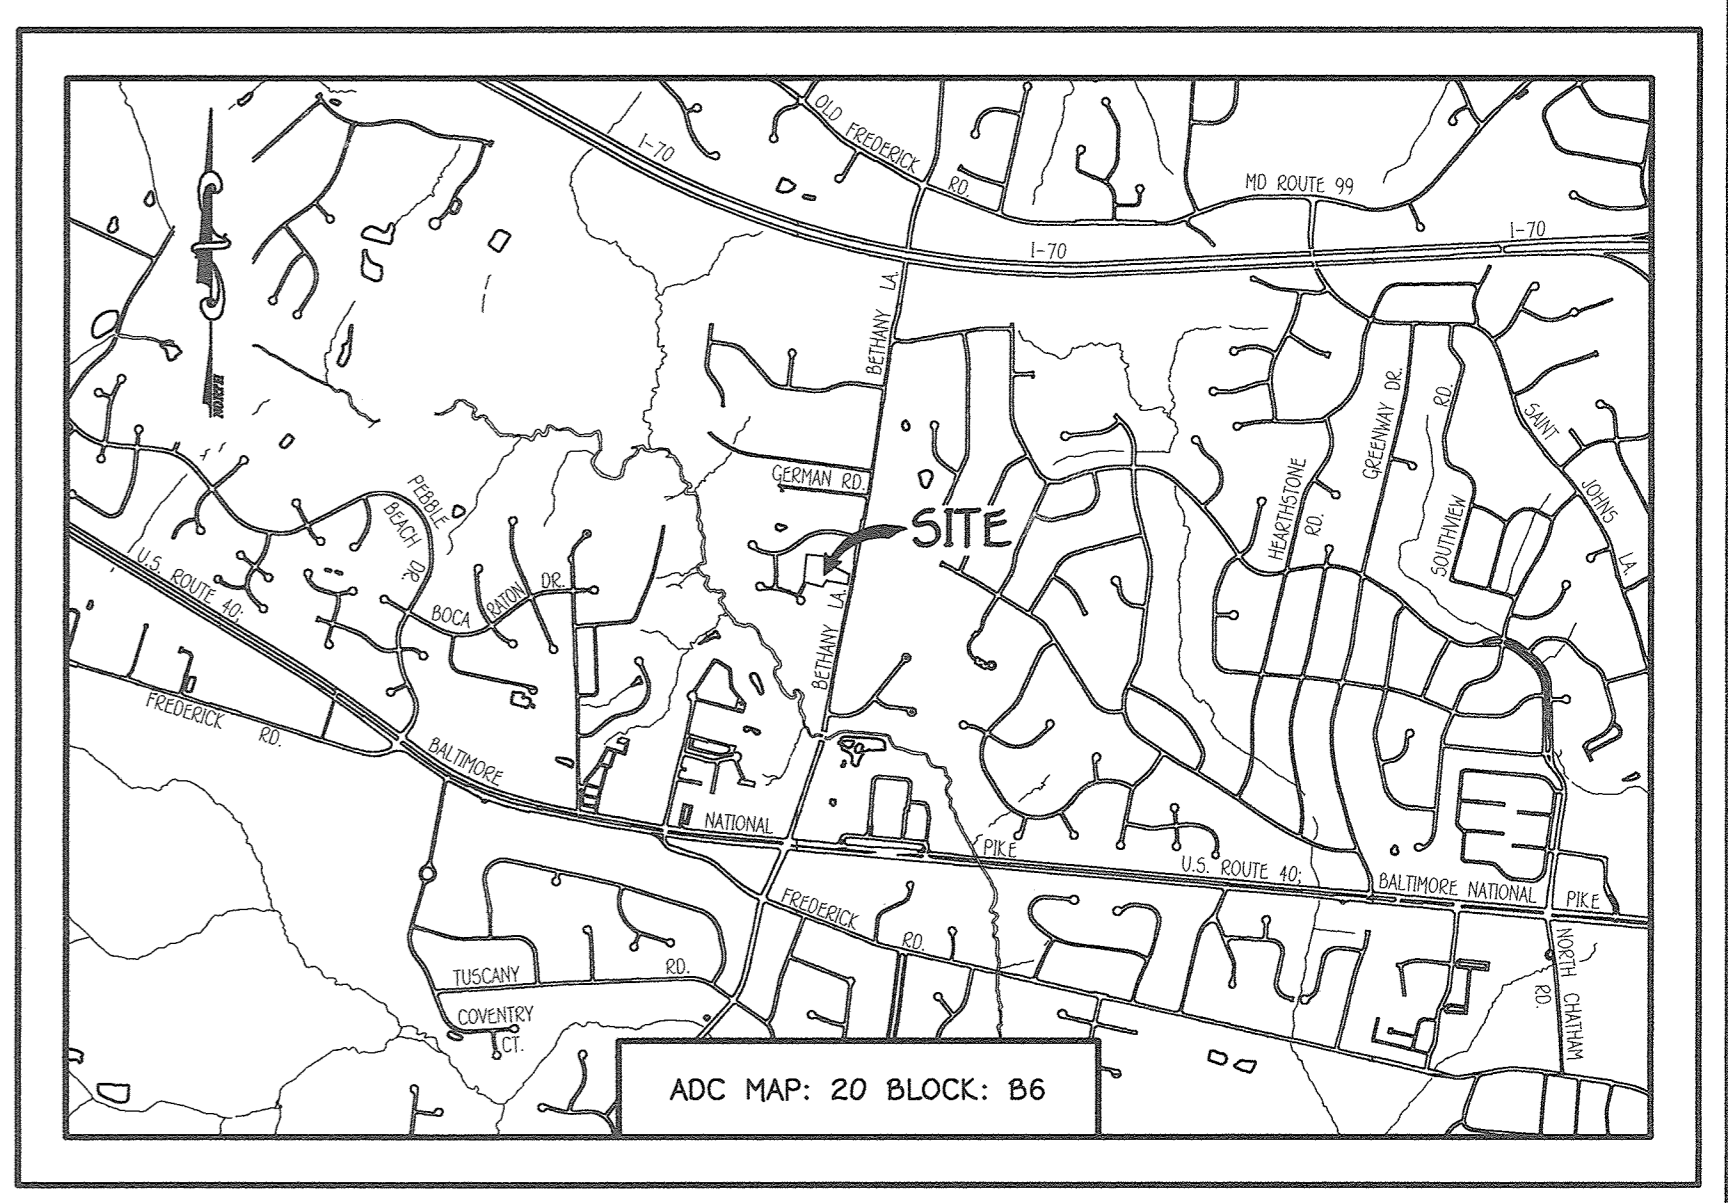 OLD FREDERICK RD.
I-70
MD ROUTE 99
I-70
I-70
BETHANY LA.
SAINT JOHNS LA.
GREENWAY DR.
SOUTHVIEW RD.
HEARTHSTONE RD.
GERMAN RD.
PEBBLE BEACH DR.
SITE
U.S. ROUTE 40;
BOCA RATON DR.
BETHANY LA.
FREDERICK RD.
BALTIMORE
NATIONAL
PIKE
U.S. ROUTE 40;
BALTIMORE NATIONAL PIKE
FREDERICK RD.
TUSCANY RD.
COVENTRY CT.
NORTH CHATHAM RD.
ADC MAP: 20 BLOCK: B6